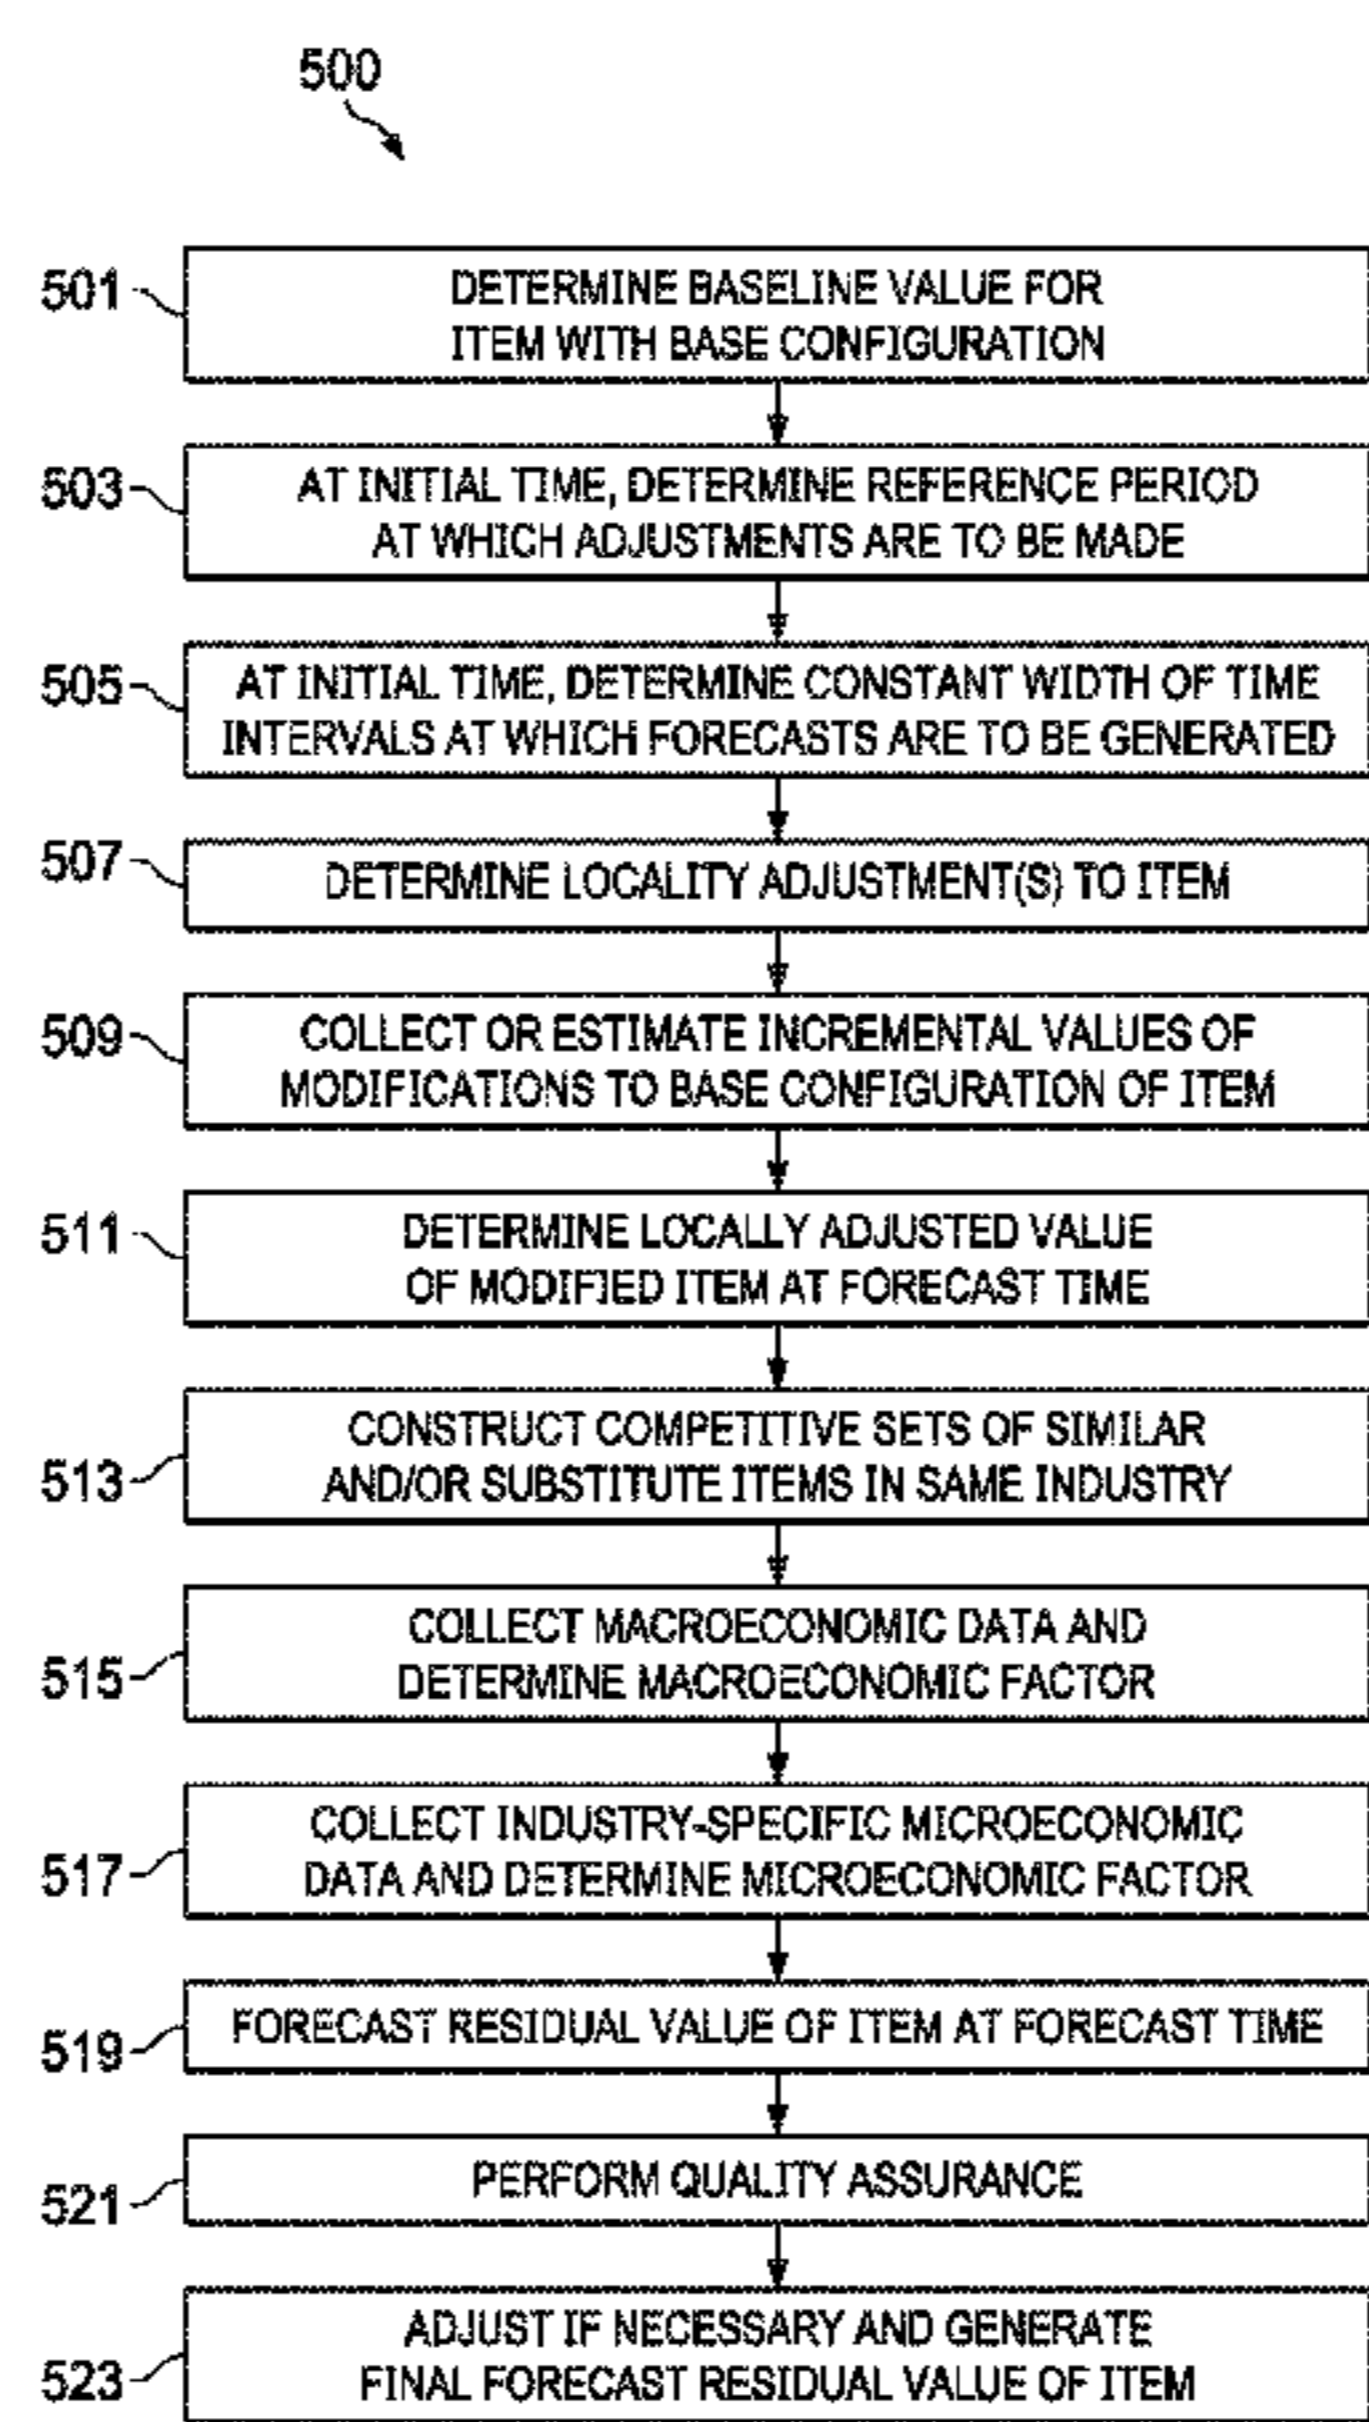 500
501
DETERMINE BASELINE VALUE FOR
ITEM WITH BASE CONFIGURATION
503
AT INITIAL TIME, DETERMINE REFERENCE PERIOD
AT WHICH ADJUSTMENTS ARE TO BE MADE
505
AT INITIAL TIME, DETERMINE CONSTANT WIDTH OF TIME
INTERVALS AT WHICH FORECASTS ARE TO BE GENERATED
507
DETERMINE LOCALITY ADJUSTMENT(S) TO ITEM
509
COLLECT OR ESTIMATE INCREMENTAL VALUES OF
MODIFICATIONS TO BASE CONFIGURATION OF ITEM
511
DETERMINE LOCALLY ADJUSTED VALUE
OF MODIFIED ITEM AT FORECAST TIME
513
CONSTRUCT COMPETITIVE SETS OF SIMILAR
AND/OR SUBSTITUTE ITEMS IN SAME INDUSTRY
515
COLLECT MACROECONOMIC DATA AND
DETERMINE MACROECONOMIC FACTOR
517
COLLECT INDUSTRY-SPECIFIC MICROECONOMIC
DATA AND DETERMINE MICROECONOMIC FACTOR
519
FORECAST RESIDUAL VALUE OF ITEM AT FORECAST TIME
521
PERFORM QUALITY ASSURANCE
523
ADJUST IF NECESSARY AND GENERATE
FINAL FORECAST RESIDUAL VALUE OF ITEM